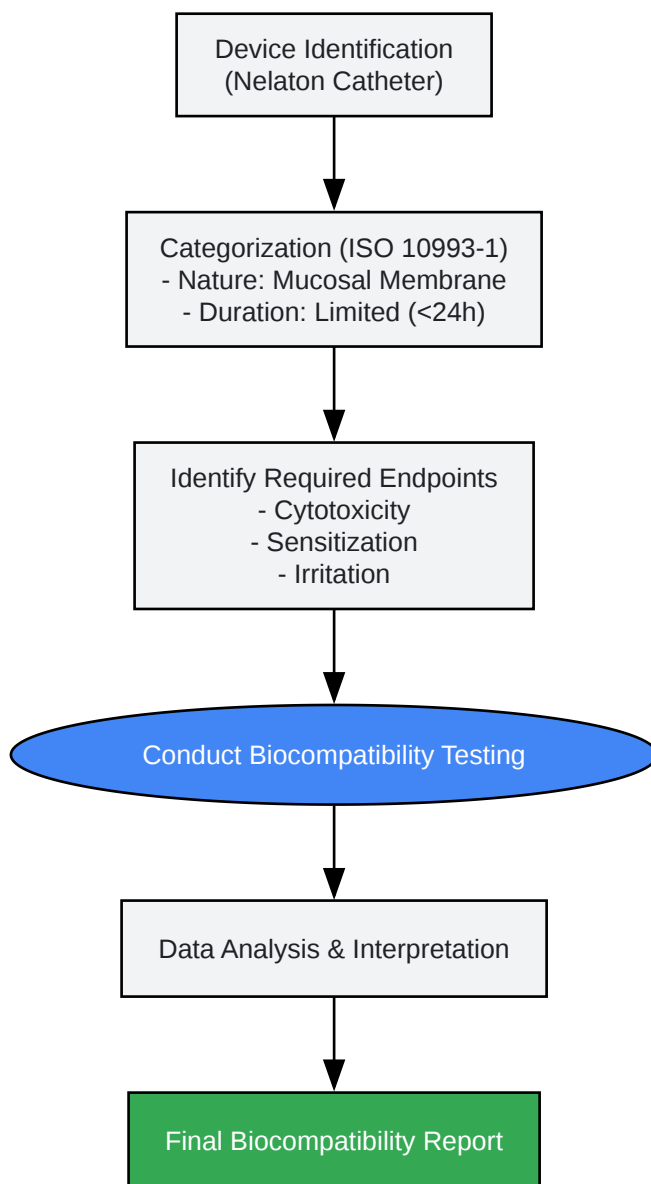 Device Identification
(Nelaton Catheter)
Categorization (ISO 10993-1)
- Nature: Mucosal Membrane
- Duration: Limited (<24h)
Identify Required Endpoints
- Cytotoxicity
- Sensitization
- Irritation
Conduct Biocompatibility Testing
Data Analysis & Interpretation
Final Biocompatibility Report